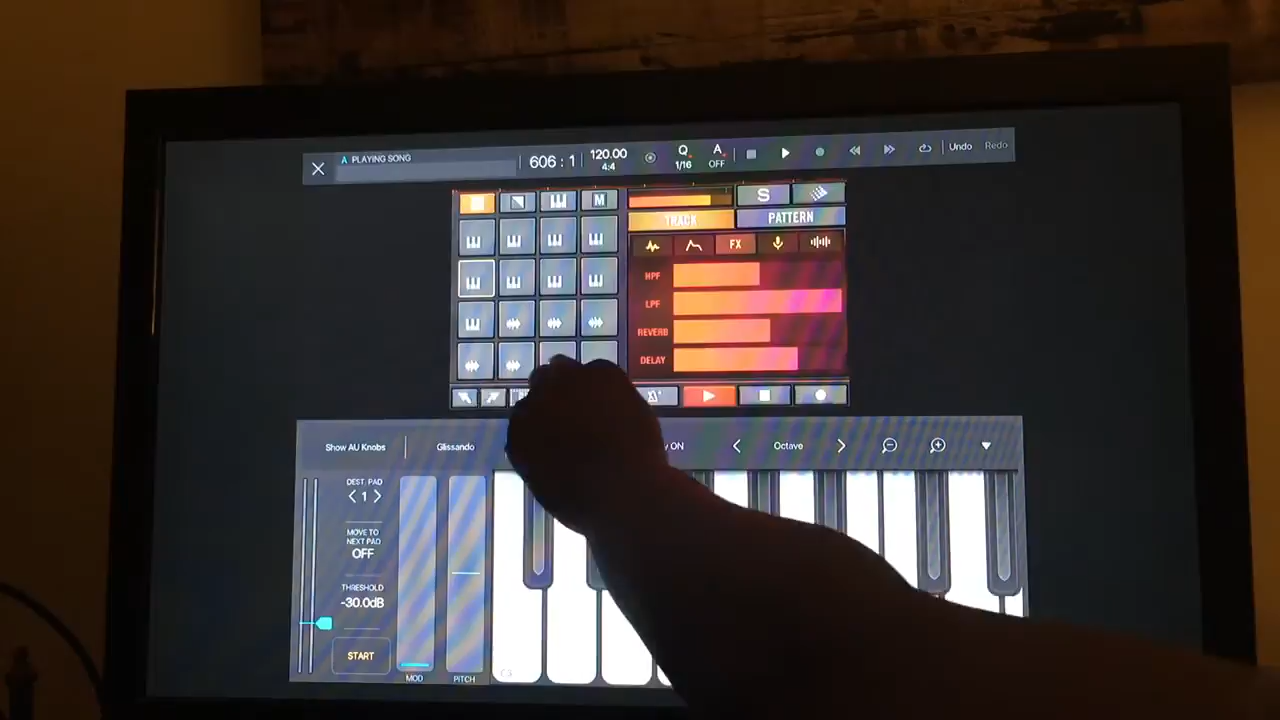 A PLAYING SONG
606 : 1
120.00
4:4
Q
1/16
A
OFF
Undo
Redo
M
S
TRACK
PATTERN
FX
HPF
LPF
REVERB
DELAY
Show AU Knobs
Glissando
ON
Octave
DEST. PAD
1
MOVE TO
NEXT PAD
OFF
THRESHOLD
-30.0dB
START
MOD
PITCH
C3